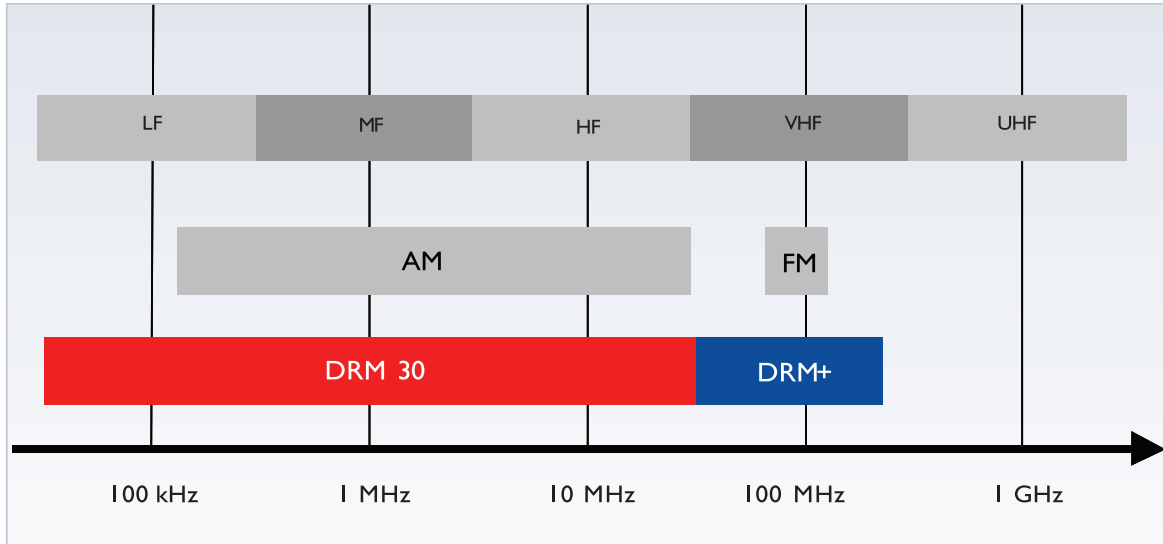 LF MF HF VHF UHF
AM FM
DRM 30 DRM+
100 kHz 1 MHz 10 MHz 100 MHz 1 GHz